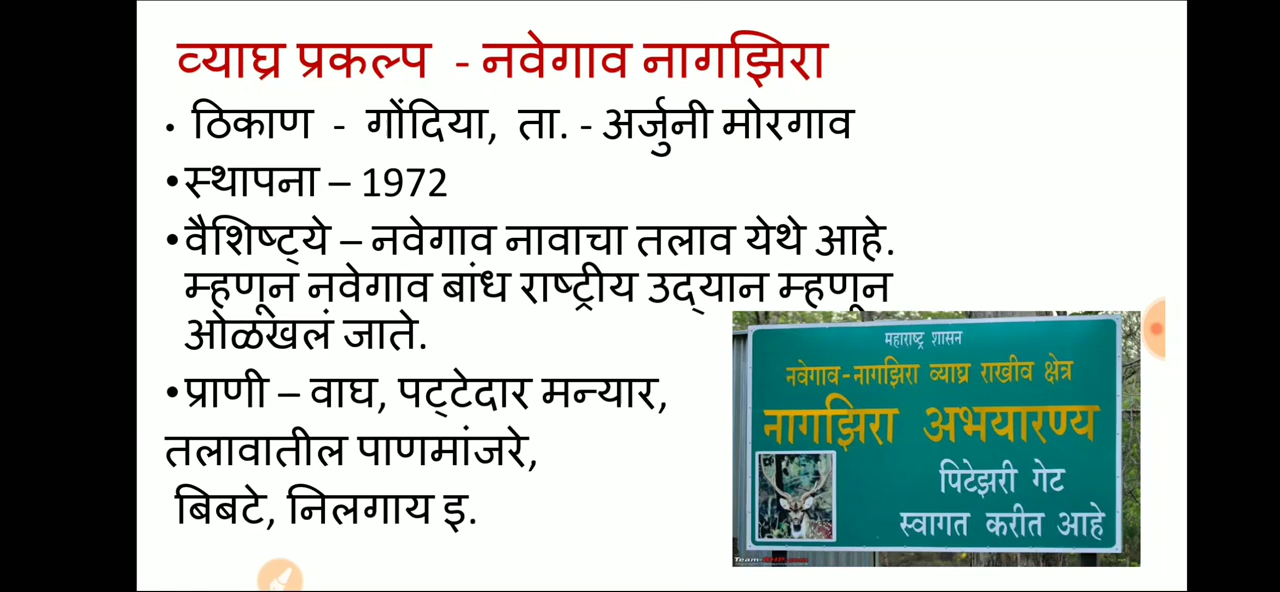 व्याघ्र प्रकल्प - नवेगाव नागझिरा
• ठिकाण - गोंदिया, ता. - अर्जुनी मोरगाव
•स्थापना – 1972
•वैशिष्ट्ये – नवेगाव नावाचा तलाव येथे आहे.
म्हणून नवेगाव बांध राष्ट्रीय उद्यान म्हणून
ओळखलं जाते.
•प्राणी – वाघ, पट्टेदार मन्यार,
तलावातील पाणमांजरे,
बिबटे, निलगाय इ.
महाराष्ट्र शासन
नवेगाव-नागझिरा व्याघ्र राखीव क्षेत्र
नागझिरा अभयारण्य
पिटेझरी गेट
स्वागत करीत आहे